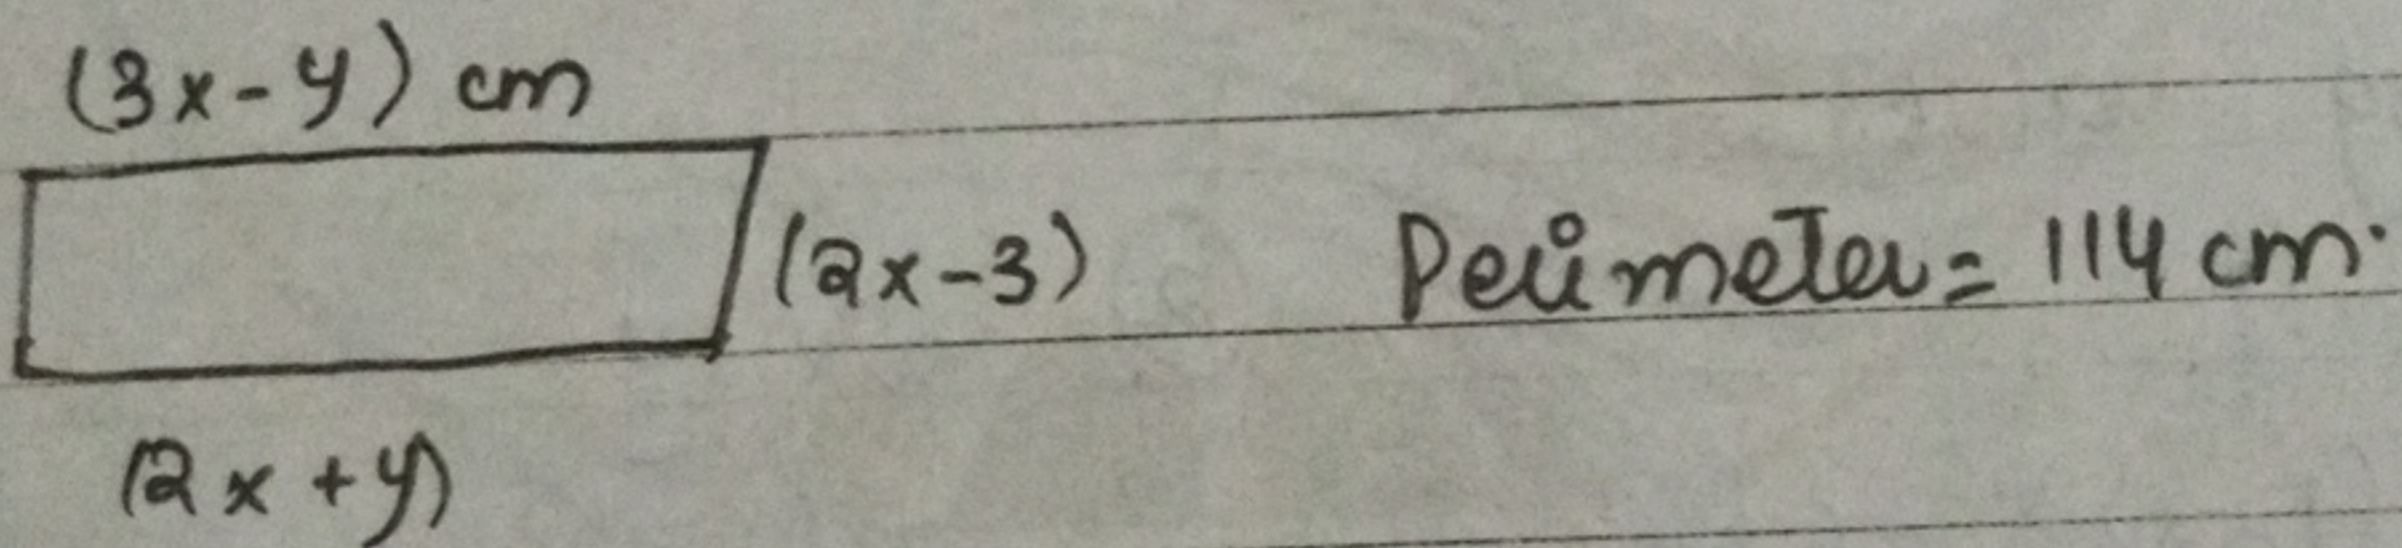 (3x-y) cm
(2x-3) Perimeter = 114 cm.
(2x+y)